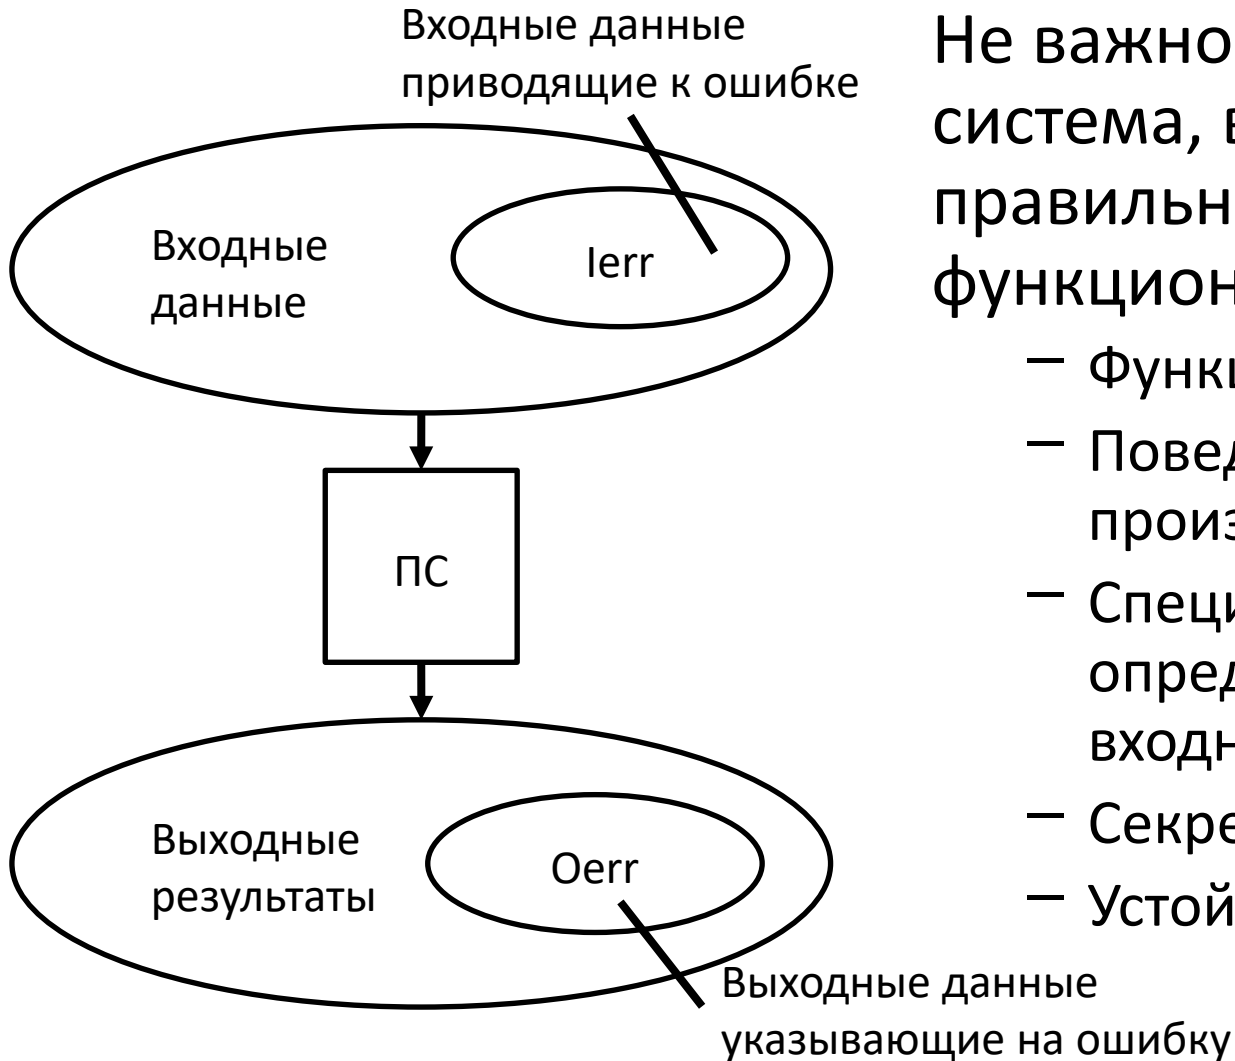 Входные данные
приводящие к ошибке
Входные
данные
Ierr
ПС
Выходные
результаты
Oerr
Выходные данные
указывающие на ошибку
Не важно
система,
правильн
функцион
– Функц
– Повед
произ
– Специ
опред
входн
– Секре
– Устой